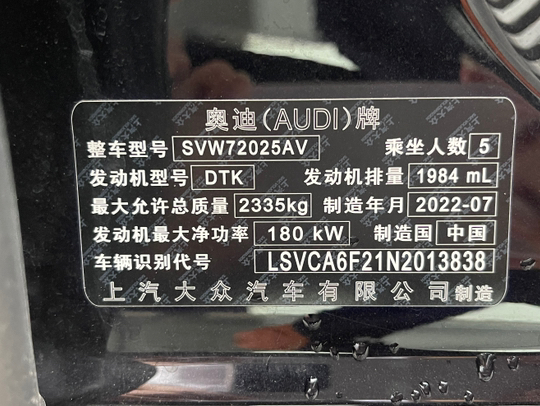 奥迪(AUDI)牌
整车型号 SVW72025AV 乘坐人数 5
发动机型号 DTK 发动机排量 1984 mL
最大允许总质量 2335kg 制造年月 2022-07
发动机最大净功率 180 kW 制造国 中国
车辆识别代号 LSVCA6F21N2013838
上汽大众汽车有限公司制造